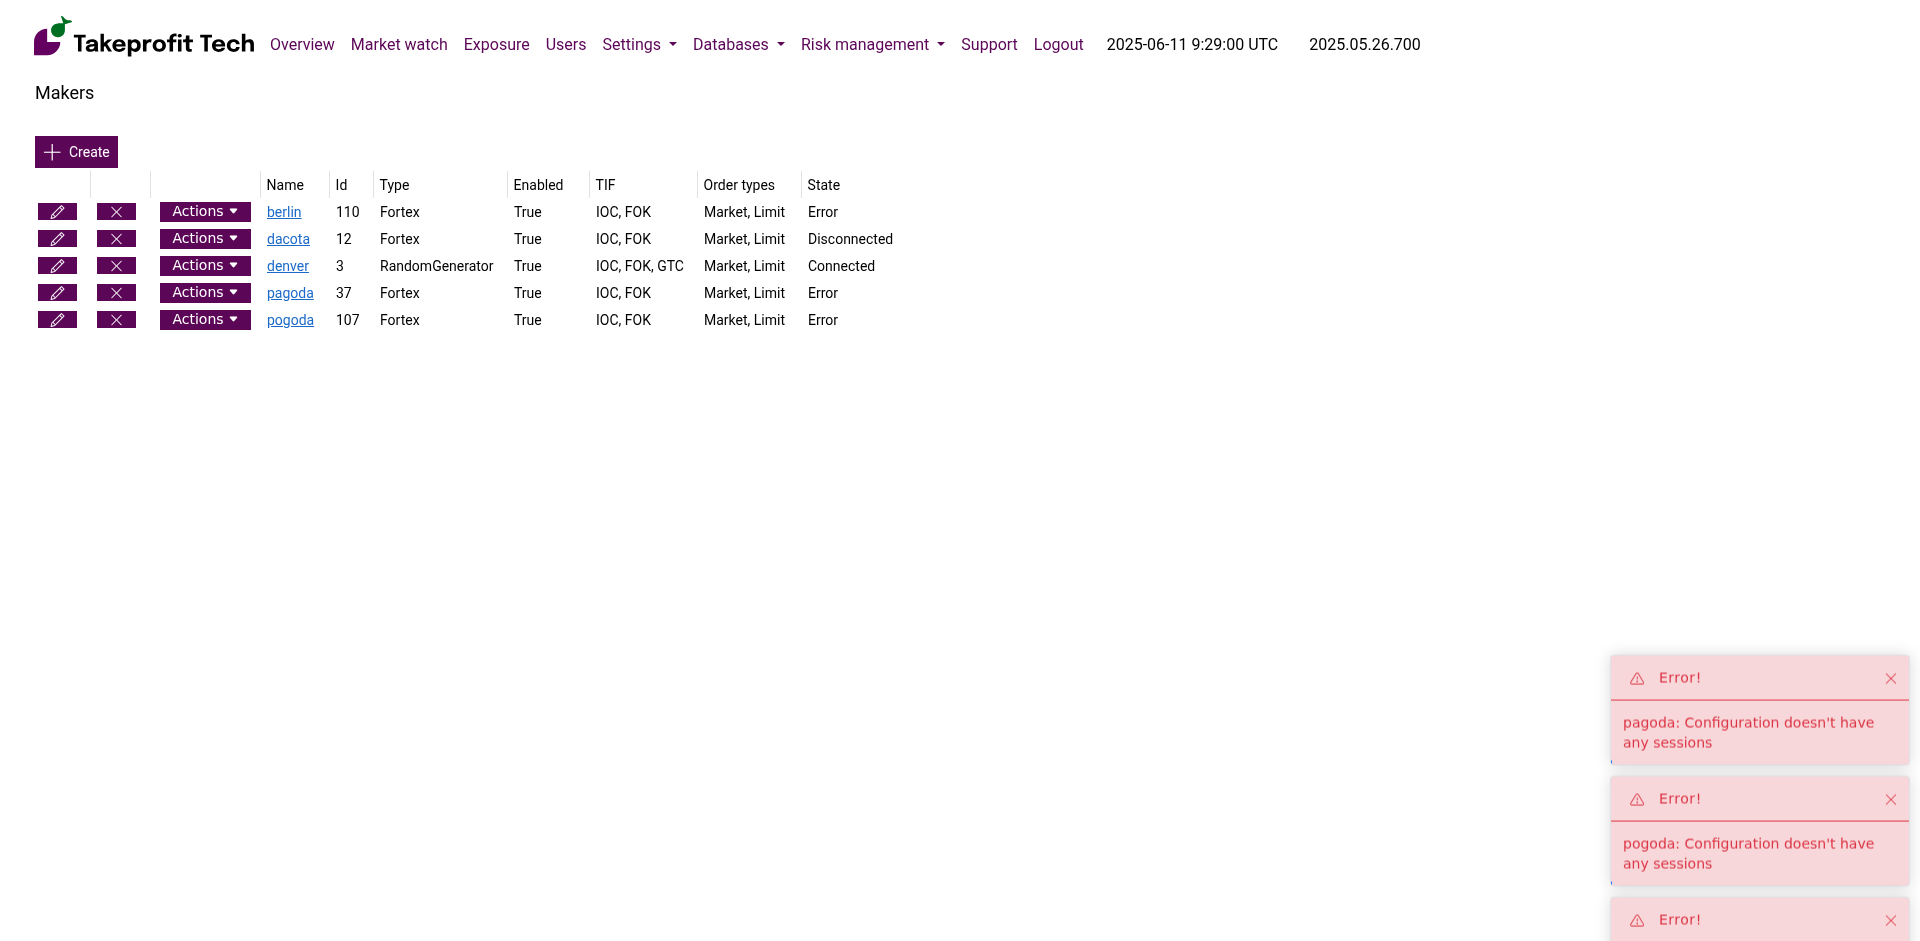 Takeprofit Tech Overview Market watch Exposure Users Settings Databases Risk management Support Logout 2025-06-11 9:29:00 UTC 2025.05.26.700
Makers
Create
Name Id Type Enabled TIF Order types State
Actions berlin 110 Fortex True IOC, FOK Market, Limit Error
Actions dacota 12 Fortex True IOC, FOK Market, Limit Disconnected
Actions denver 3 RandomGenerator True IOC, FOK, GTC Market, Limit Connected
Actions pagoda 37 Fortex True IOC, FOK Market, Limit Error
Actions pogoda 107 Fortex True IOC, FOK Market, Limit Error
Error!
pagoda: Configuration doesn't have
any sessions
Error!
pogoda: Configuration doesn't have
any sessions
Error!